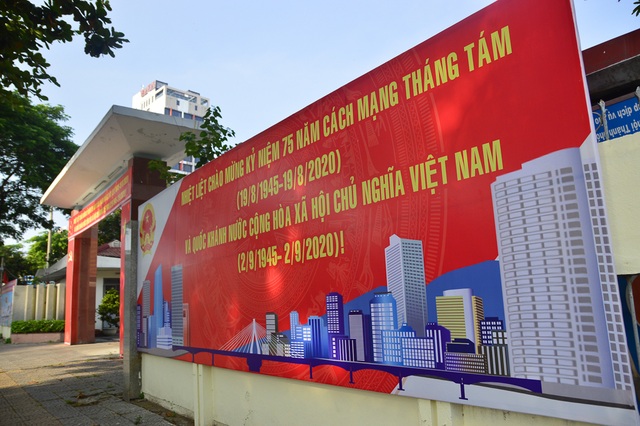 NHIỆT LIỆT CHÀO MỪNG KỶ NIỆM 75 NĂM CÁCH MẠNG THÁNG TÁM
(19/8/1945-19/8/2020)
VÀ QUỐC KHÁNH NƯỚC CỘNG HÒA XÃ HỘI CHỦ NGHĨA VIỆT NAM
(2/9/1945- 2/9/2020)!